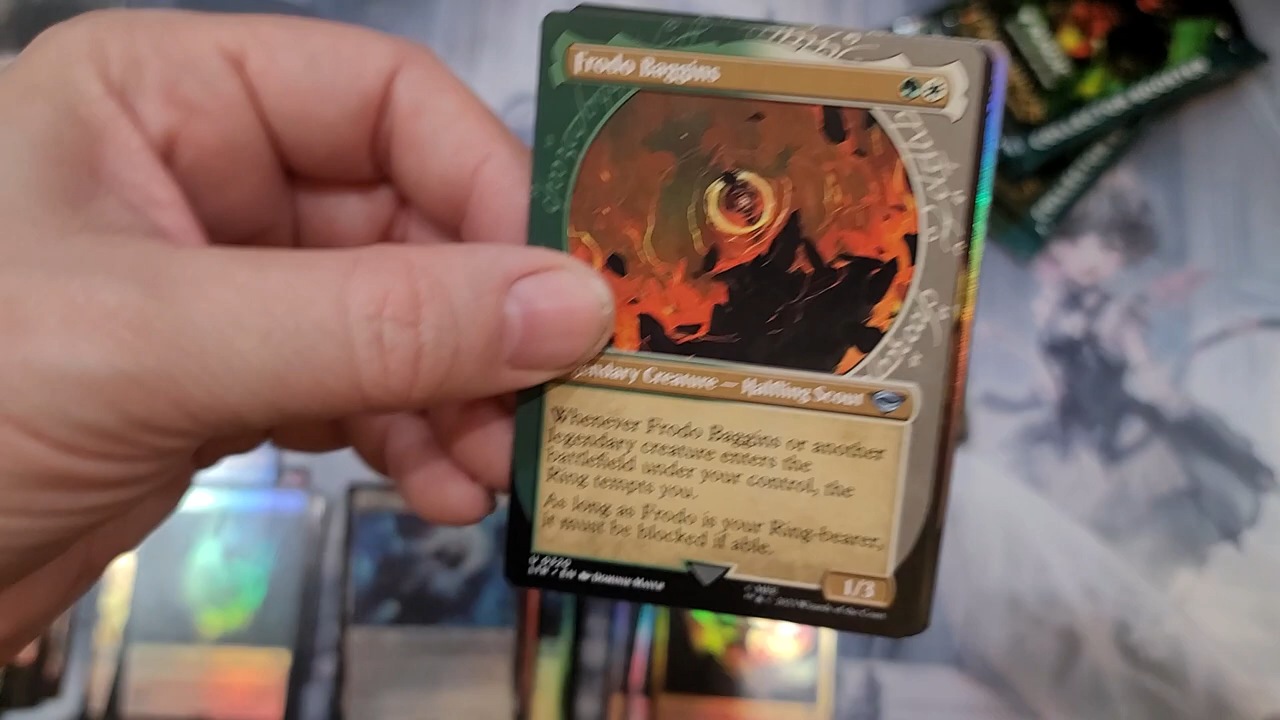 Frodo Baggins
Creature — Halfling Scout
Whenever Frodo Baggins or another
legendary creature enters the
battlefield under your control, the
Ring tempts you.
As long as Frodo is your Ring-bearer,
it must be blocked if able.
1/3
COLLECTOR BOOSTER